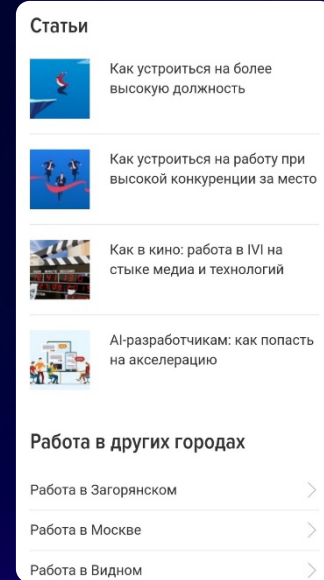 Статьи
Как устроиться на более
высокую должность
Как устроиться на работу при
высокой конкуренции за место
Как в кино: работа в IVI на
стыке медиа и технологий
AI-разработчикам: как попасть
на акселерацию
Работа в других городах
Работа в Загорянском
Работа в Москве
Работа в Видном